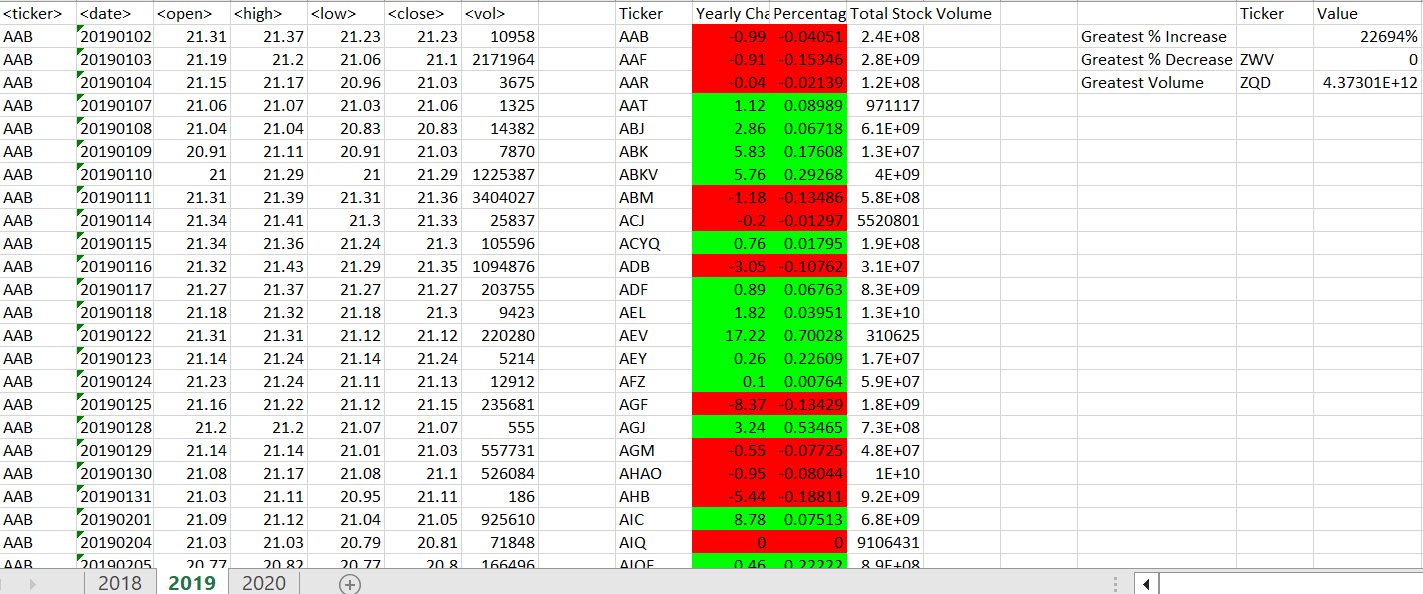 <ticker> <date> <open> <high> <low> <close> <vol> Ticker Yearly Cha Percentag Total Stock Volume Ticker Value
AAB 20190102 21.31 21.37 21.23 21.23 10958 AAB -0.99 -0.04051 2.4E+08 Greatest % Increase 22694%
AAB 20190103 21.19 21.2 21.06 21.1 2171964 AAF -0.91 -0.15346 2.8E+09 Greatest % Decrease ZWV 0
AAB 20190104 21.15 21.17 20.96 21.03 3675 AAR -0.04 -0.02139 1.2E+08 Greatest Volume ZQD 4.37301E+12
AAB 20190107 21.06 21.07 21.03 21.06 1325 AAT 1.12 0.08989 971117
AAB 20190108 21.04 21.04 20.83 20.83 14382 ABJ 2.86 0.06718 6.1E+09
AAB 20190109 20.91 21.11 20.91 21.03 7870 ABK 5.83 0.17608 1.3E+07
AAB 20190110 21 21.29 21 21.29 1225387 ABKV 5.76 0.29268 4E+09
AAB 20190111 21.31 21.39 21.31 21.36 3404027 ABM -1.18 -0.13486 5.8E+08
AAB 20190114 21.34 21.41 21.3 21.33 25837 ACJ -0.2 -0.01297 5520801
AAB 20190115 21.34 21.36 21.24 21.3 105596 ACYQ 0.76 0.01795 1.9E+08
AAB 20190116 21.32 21.43 21.29 21.35 1094876 ADB -3.05 -0.10762 3.1E+07
AAB 20190117 21.27 21.37 21.27 21.27 203755 ADF 0.89 0.06763 8.3E+09
AAB 20190118 21.18 21.32 21.18 21.3 9423 AEL 1.82 0.03951 1.3E+10
AAB 20190122 21.31 21.31 21.12 21.12 220280 AEV 17.22 0.70028 310625
AAB 20190123 21.14 21.24 21.14 21.24 5214 AEY 0.26 0.22609 1.7E+07
AAB 20190124 21.23 21.24 21.11 21.13 12912 AFZ 0.1 0.00764 5.9E+07
AAB 20190125 21.16 21.22 21.12 21.15 235681 AGF -8.37 -0.13429 1.8E+09
AAB 20190128 21.2 21.2 21.07 21.07 555 AGJ 3.24 0.53465 7.3E+08
AAB 20190129 21.14 21.14 21.01 21.03 557731 AGM -0.55 -0.07725 4.8E+07
AAB 20190130 21.08 21.17 21.08 21.1 526084 AHAO -0.95 -0.08044 1E+10
AAB 20190131 21.03 21.11 20.95 21.11 186 AHB -5.44 -0.18811 9.2E+09
AAB 20190201 21.09 21.12 21.04 21.05 925610 AIC 8.78 0.07513 6.8E+09
AAB 20190204 21.03 21.03 20.79 20.81 71848 AIQ 0 0 9106431
AAB 20190205 20.77 20.82 20.77 20.8 166496 0.46 0.22222 8.9E+08
2018 2019 2020